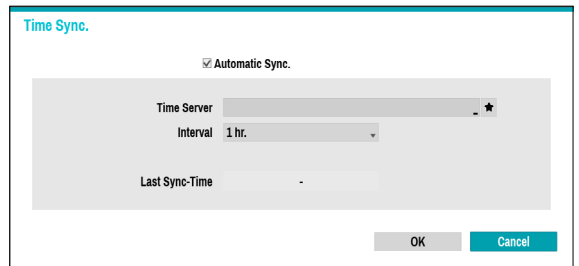 Time Sync.
Automatic Sync.
Time Server _
Interval 1 hr.
Last Sync-Time -
OK Cancel